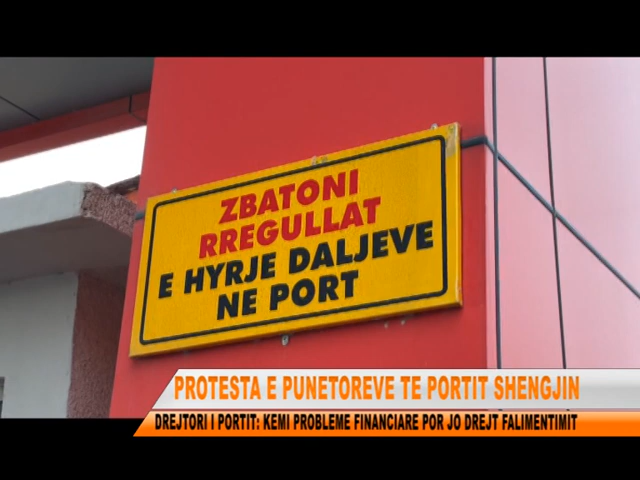 ZBATONI
RREGULLAT
E HYRJE DALJEVE
NE PORT
PROTESTA E PUNETOREVE TE PORTIT SHENGJIN
DREJTORI I PORTIT: KEMI PROBLEME FINANCIARE POR JO DREJT FALIMENTIMIT